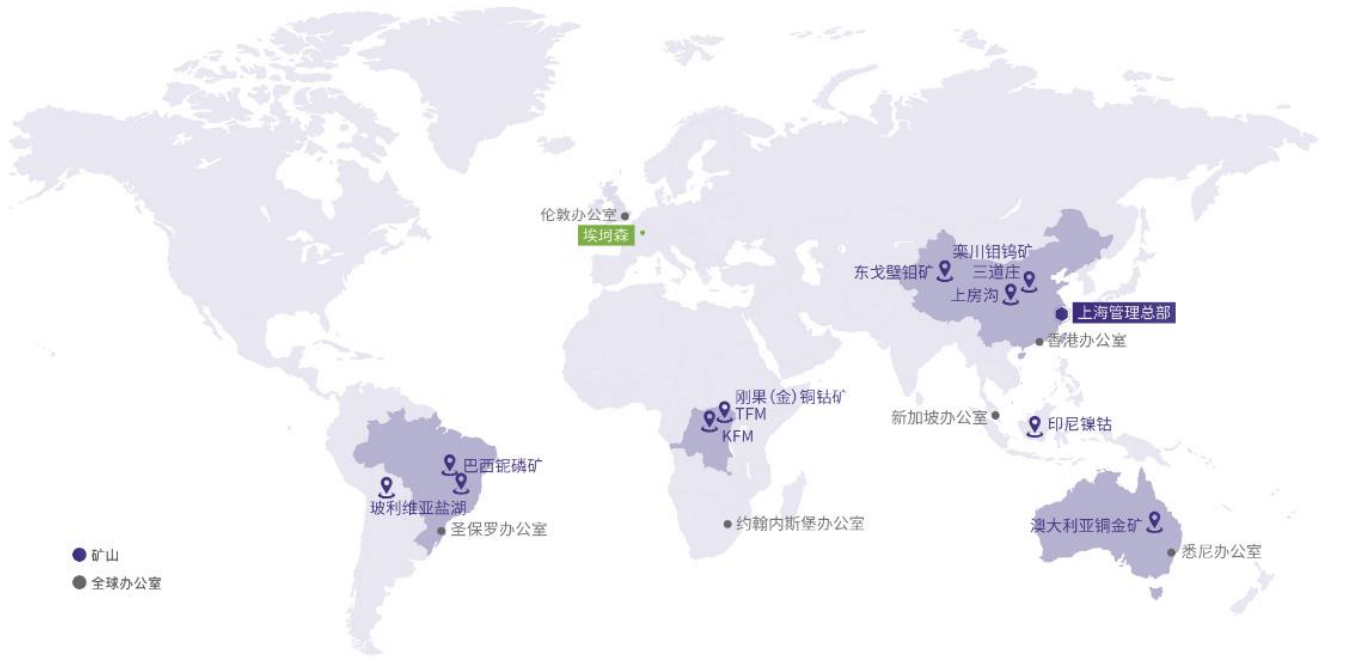 伦敦办公室
埃珂森
栾川钼钨矿
东戈壁钼矿
三道庄
上房沟
上海管理总部
香港办公室
刚果(金)铜钴矿
TFM
KFM
新加坡办公室
印尼镍钴
巴西铌磷矿
玻利维亚盐湖
圣保罗办公室
约翰内斯堡办公室
澳大利亚铜金矿
悉尼办公室
矿山
全球办公室